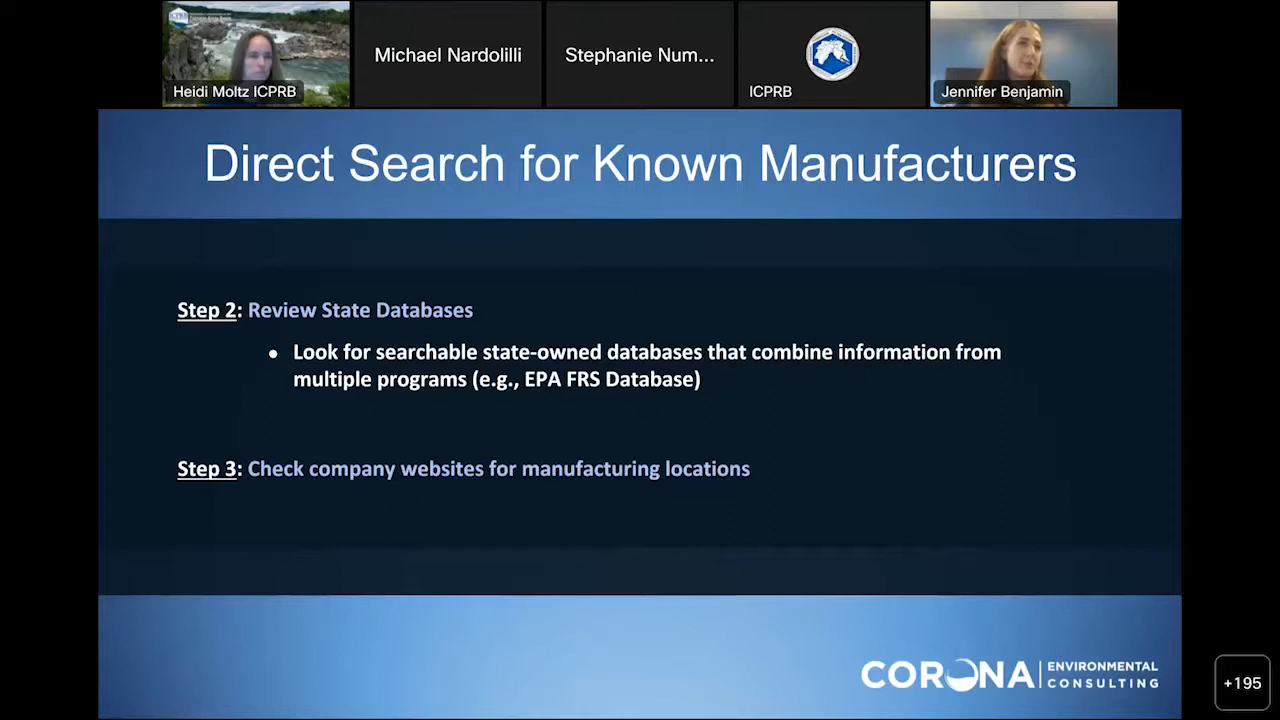 ICPRB
Heidi Moltz ICPRB
Michael Nardolilli
Stephanie Num...
ICPRB
Jennifer Benjamin
Direct Search for Known Manufacturers
Step 2: Review State Databases
• Look for searchable state-owned databases that combine information from
multiple programs (e.g., EPA FRS Database)
Step 3: Check company websites for manufacturing locations
CORONA
ENVIRONMENTAL
CONSULTING
+195